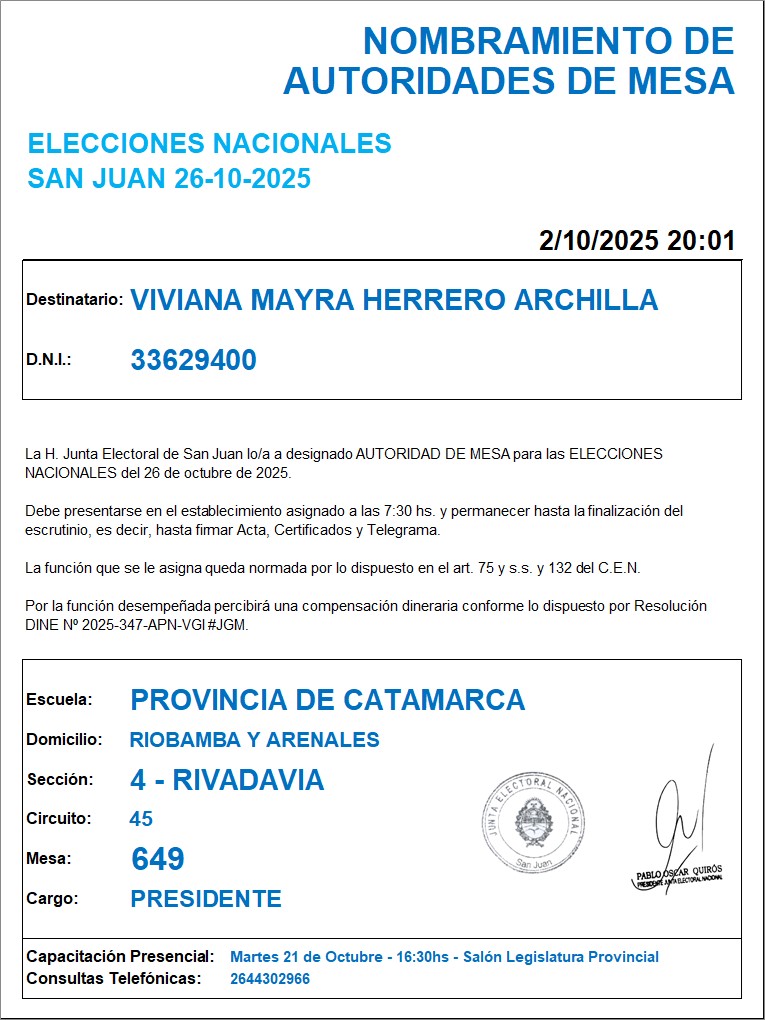 NOMBRAMIENTO DE
AUTORIDADES DE MESA
ELECCIONES NACIONALES
SAN JUAN 26-10-2025
2/10/2025 20:01
Destinatario: VIVIANA MAYRA HERRERO ARCHILLA
D.N.I.: 33629400
La H. Junta Electoral de San Juan lo/a a designado AUTORIDAD DE MESA para las ELECCIONES
NACIONALES del 26 de octubre de 2025.
Debe presentarse en el establecimiento asignado a las 7:30 hs. y permanecer hasta la finalización del
escrutinio, es decir, hasta firmar Acta, Certificados y Telegrama.
La función que se le asigna queda normada por lo dispuesto en el art. 75 y s.s. y 132 del C.E.N.
Por la función desempeñada percibirá una compensación dineraria conforme lo dispuesto por Resolución
DINE Nº 2025-347-APN-VGI#JGM.
Escuela: PROVINCIA DE CATAMARCA
Domicilio: RIOBAMBA Y ARENALES
Sección: 4 - RIVADAVIA
Circuito: 45
Mesa: 649
Cargo: PRESIDENTE
JUNTA ELECTORAL NACIONAL
San Juan
PABLO OSCAR QUIRÓS
PRESIDENTE JUNTA ELECTORAL NACIONAL
Capacitación Presencial: Martes 21 de Octubre - 16:30hs - Salón Legislatura Provincial
Consultas Telefónicas: 2644302966